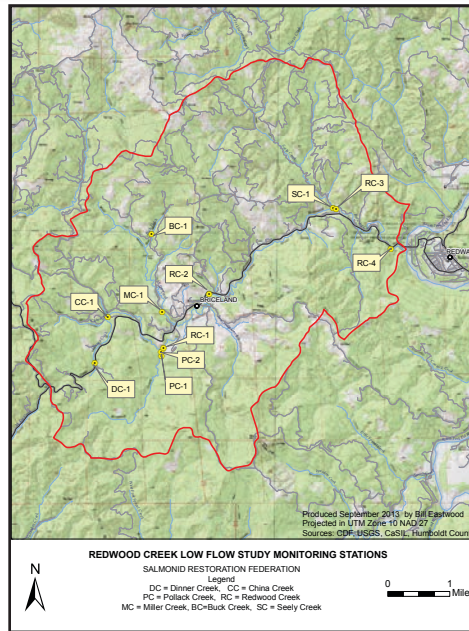 SC-1
RC-3
BC-1
RC-4
REDWA
RC-2
BRICELAND
CC-1
MC-1
RC-1
PC-2
DC-1
PC-1
Produced September 2013 by Bill Eastwood
Projected in UTM Zone 10 NAD 27
Sources: CDF, USGS, CaSIL, Humboldt Coun
REDWOOD CREEK LOW FLOW STUDY MONITORING STATIONS
SALMONID RESTORATION FEDERATION
Legend
DC = Dinner Creek, CC = China Creek
PC = Pollack Creek, RC = Redwood Creek
MC = Miller Creek, BC=Buck Creek, SC = Seely Creek
N
0 1
Mile